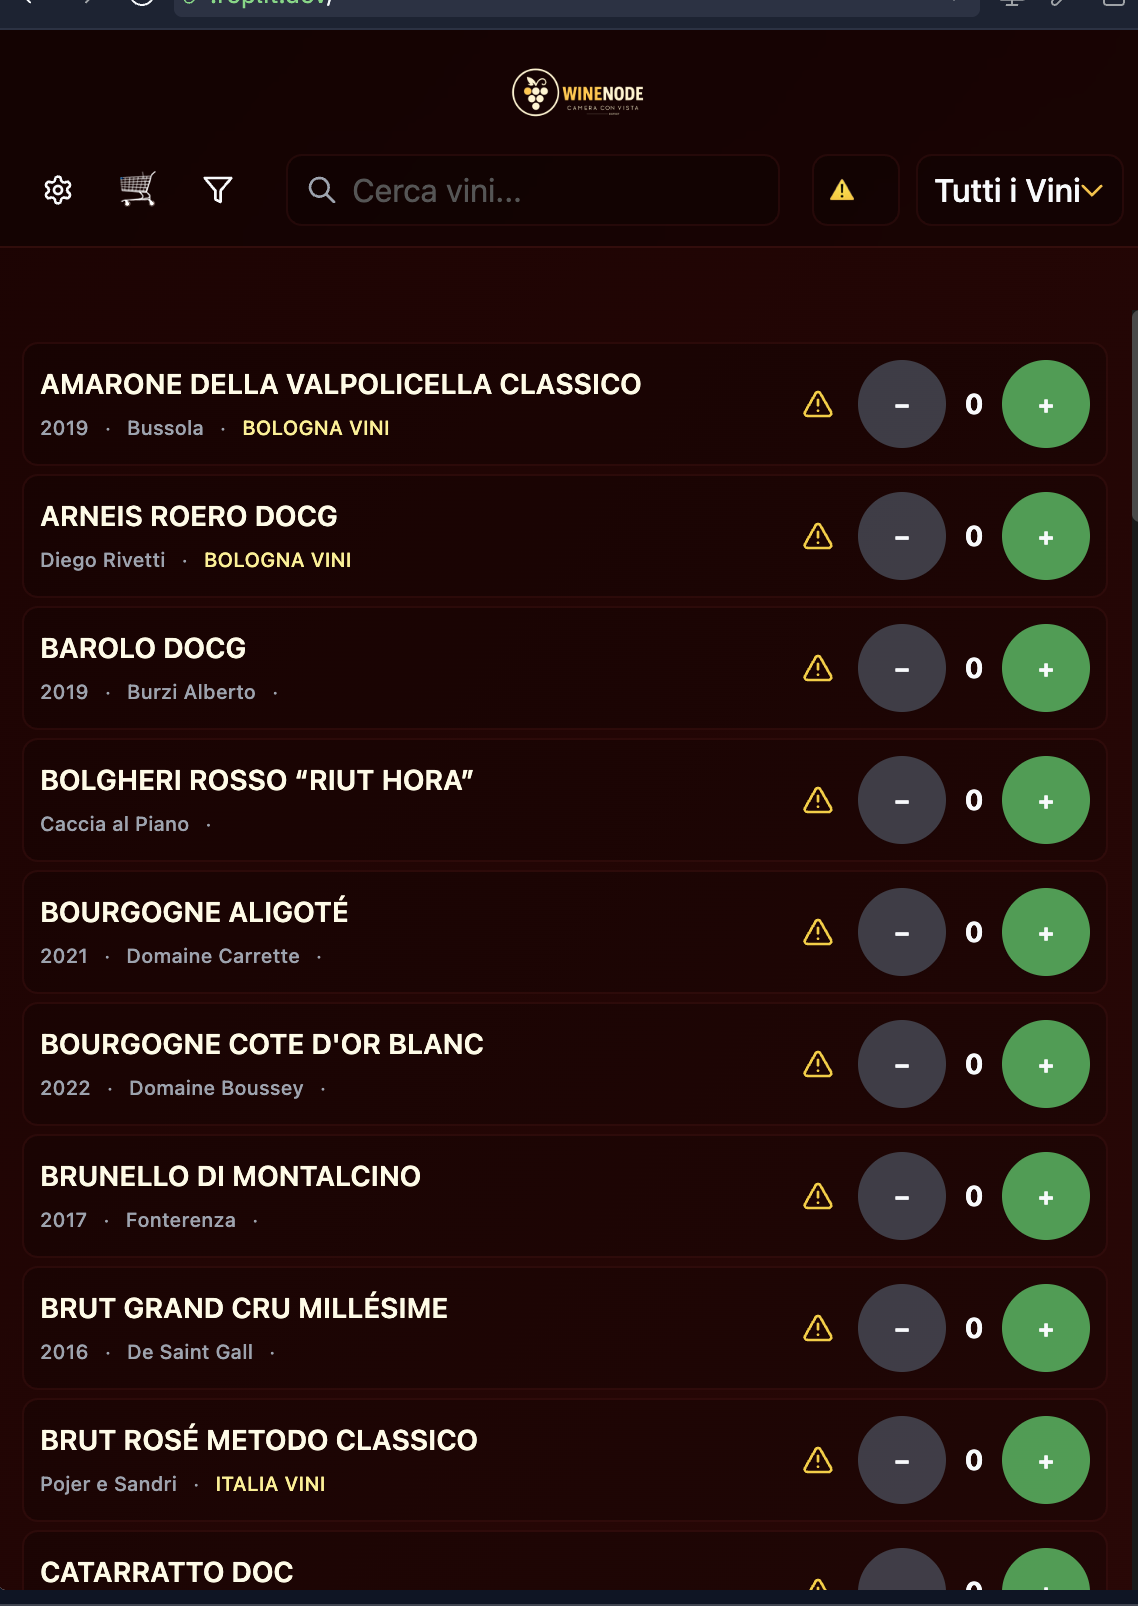 WINENODE
CAMERA CON VISTA
Cerca vini...
Tutti i Vini
AMARONE DELLA VALPOLICELLA CLASSICO
2019 · Bussola · BOLOGNA VINI
– 0 +
ARNEIS ROERO DOCG
Diego Rivetti · BOLOGNA VINI
– 0 +
BAROLO DOCG
2019 · Burzi Alberto ·
– 0 +
BOLGHERI ROSSO “RIUT HORA”
Caccia al Piano ·
– 0 +
BOURGOGNE ALIGOTÉ
2021 · Domaine Carrette ·
– 0 +
BOURGOGNE COTE D'OR BLANC
2022 · Domaine Boussey ·
– 0 +
BRUNELLO DI MONTALCINO
2017 · Fonterenza ·
– 0 +
BRUT GRAND CRU MILLÉSIME
2016 · De Saint Gall ·
– 0 +
BRUT ROSÉ METODO CLASSICO
Pojer e Sandri · ITALIA VINI
– 0 +
CATARRATTO DOC